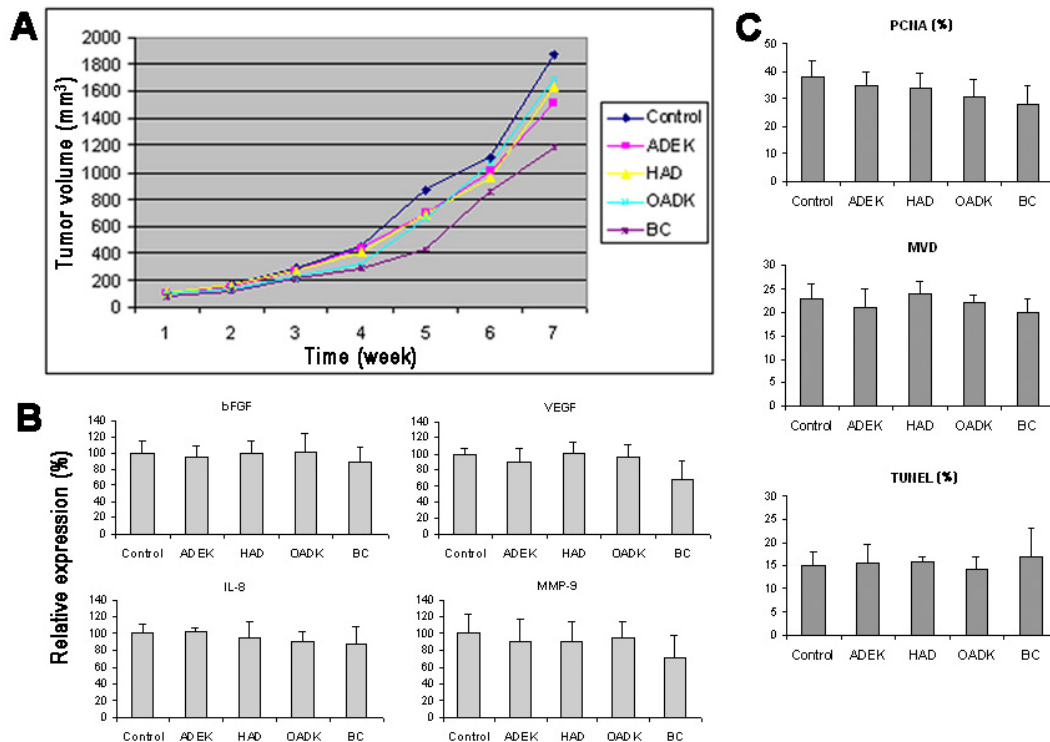 A
Tumor volume (mm3)
2000
1800
1600
1400
1200
1000
800
600
400
200
0
1 2 3 4 5 6 7
Time (week)
Control
ADEK
HAD
OADK
BC
B
Relative expression (%)
bFGF
140
120
100
80
60
40
20
0
Control ADEK HAD OADK BC
VEGF
140
120
100
80
60
40
20
0
Control ADEK HAD OADK BC
IL-8
140
120
100
80
60
40
20
0
Control ADEK HAD OADK BC
MMP-9
140
120
100
80
60
40
20
0
Control ADEK HAD OADK BC
C
PCNA (%)
50
40
30
20
10
0
Control ADEK HAD OADK BC
MVD
30
25
20
15
10
5
0
Control ADEK HAD OADK BC
TUNEL (%)
30
25
20
15
10
5
0
Control ADEK HAD OADK BC